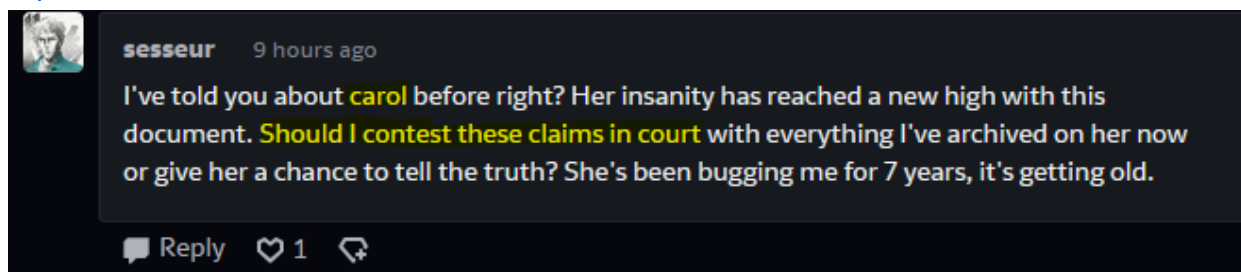 sesseur 9 hours ago
I've told you about carol before right? Her insanity has reached a new high with this
document. Should I contest these claims in court with everything I've archived on her now
or give her a chance to tell the truth? She's been bugging me for 7 years, it's getting old.
Reply 1